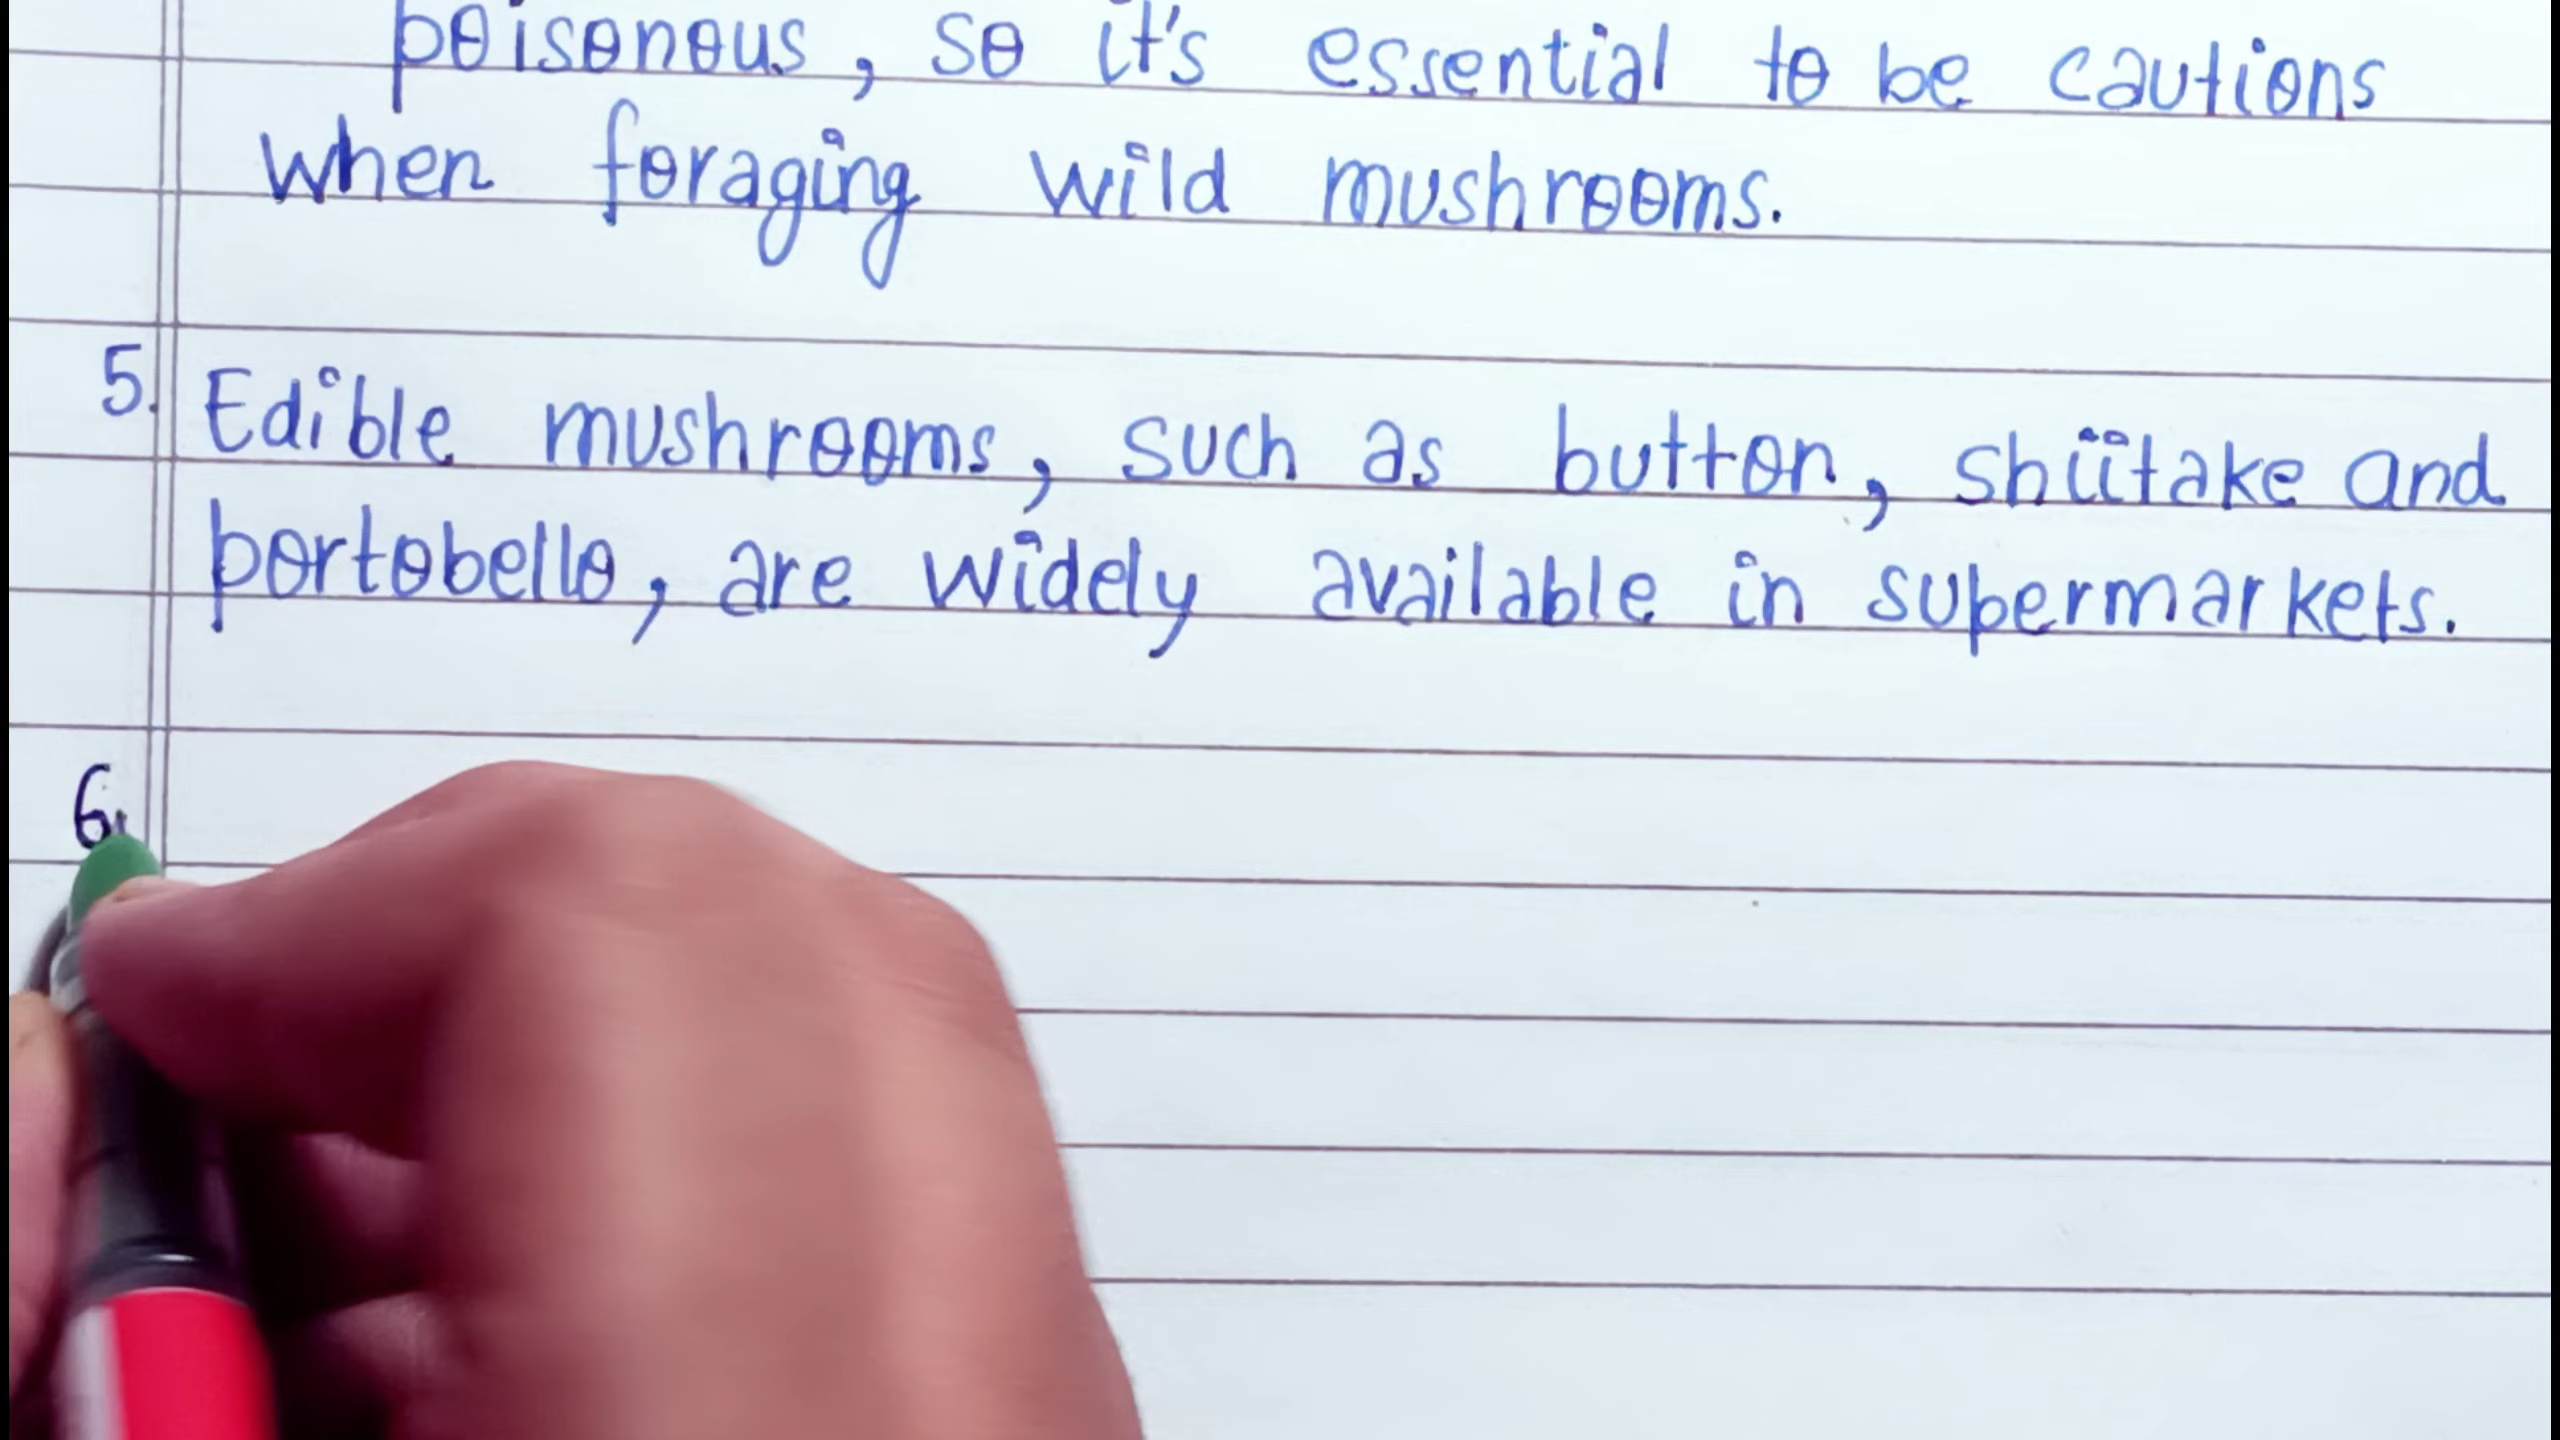 poisonous, so it's essential to be cautions
when foraging wild mushrooms.
5. Edible mushrooms, such as button, shiitake and
portobello, are widely available in supermarkets.
6.